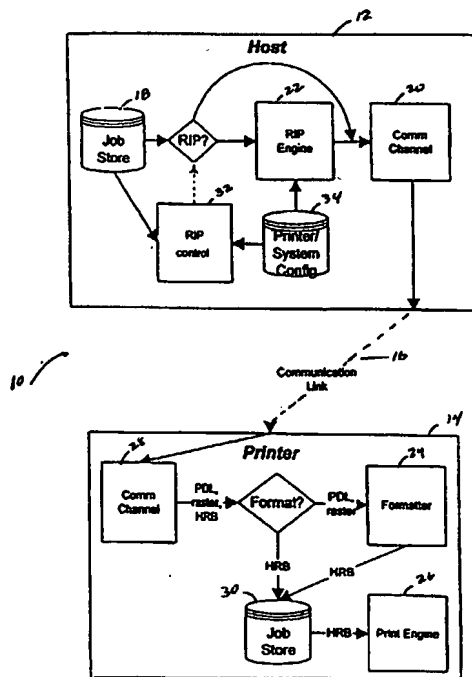 12
Host
18
22
20
Job
Store
RIP?
RIP
Engine
Comm
Channel
32
34
RIP
control
Printer/
System
Config
16
10
Communication
Link
14
Printer
28
24
Comm
Channel
PDL,
raster,
HRB
Format?
PDL,
raster
Formatter
HRB
HRB
30
26
Job
Store
HRB
Print Engine